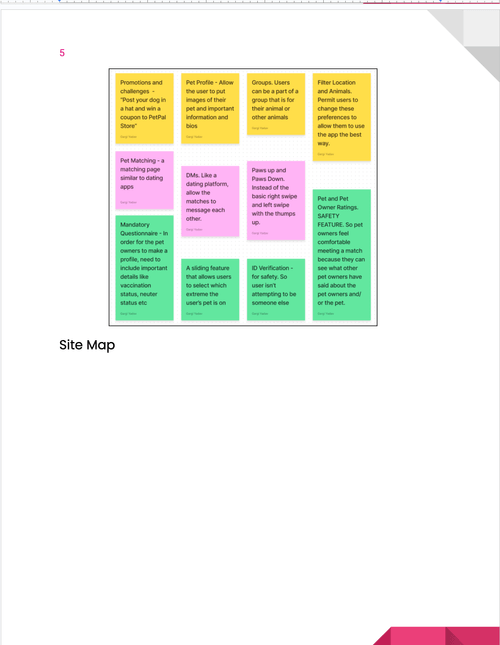 5
Promotions and
challenges -
"Post your dog in
a hat and win a
coupon to PetPal
Store"
Pet Profile - Allow
the user to put
images of their
pet and important
information and
bios
Groups. Users
can be a part of a
group that is for
their animal or
other animals
Filter Location
and Animals.
Permit users to
change these
preferences to
allow them to use
the app the best
way.
Pet Matching - a
matching page
similar to dating
apps
DMs. Like a
dating platform,
allow the
matches to
message each
other.
Paws up and
Paws Down.
Instead of the
basic right swipe
and left swipe
with the thumps
up.
Mandatory
Questionnaire - In
order for the pet
owners to make a
profile, need to
include important
details like
vaccination
status, neuter
status etc
A sliding feature
that allows users
to select which
extreme the
user's pet is on
ID Verification -
for safety. So
user isn't
attempting to be
someone else
Pet and Pet
Owner Ratings.
SAFETY
FEATURE. So pet
owners feel
comfortable
meeting a match
because they can
see what other
pet owners have
said about the
pet owners and/
or the pet.
Site Map